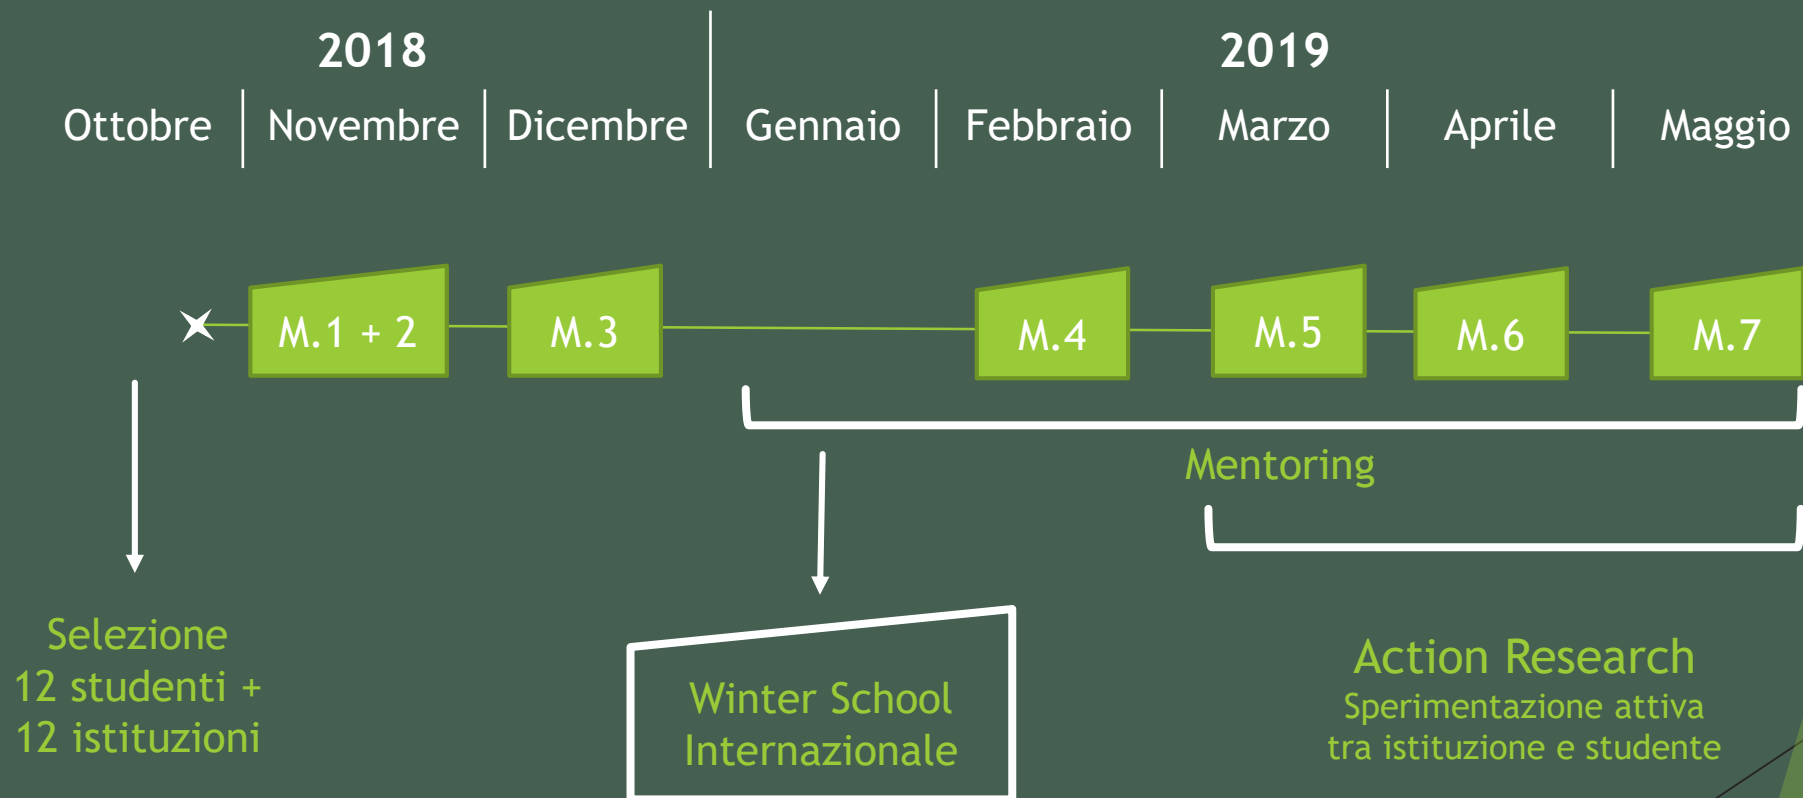 2018
2019
Ottobre
Novembre
Dicembre
Gennaio
Febbraio
Marzo
Aprile
Maggio
M.1 + 2
M.3
M.4
M.5
M.6
M.7
Mentoring
Selezione
12 studenti +
12 istituzioni
Winter School
Internazionale
Action Research
Sperimentazione attiva
tra istituzione e studente